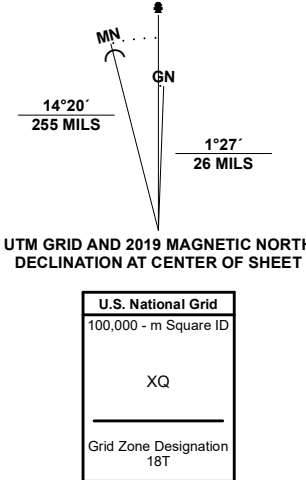 MN
GN
14°20´
255 MILS
1°27´
26 MILS
UTM GRID AND 2019 MAGNETIC NORTH
DECLINATION AT CENTER OF SHEET
U.S. National Grid
100,000 - m Square ID
XQ
Grid Zone Designation
18T